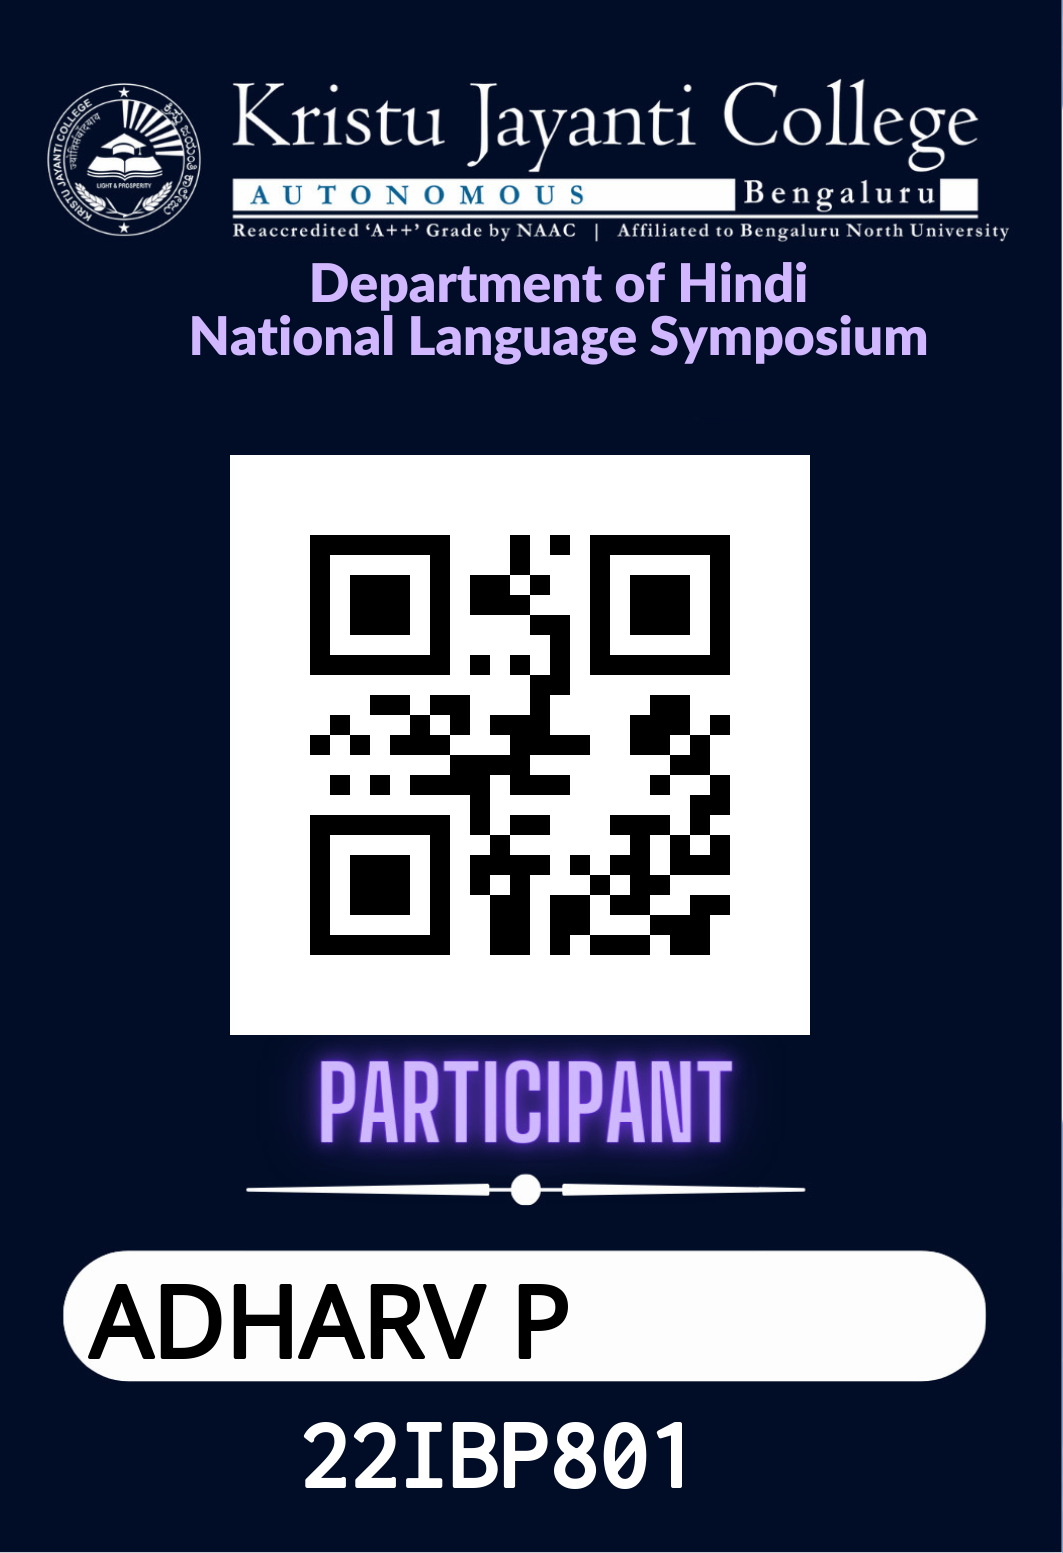 KRISTU JAYANTI COLLEGE
LIGHT & PROSPERITY
Kristu Jayanti College
AUTONOMOUS Bengaluru
Reaccredited ‘A++’ Grade by NAAC | Affiliated to Bengaluru North University
Department of Hindi
National Language Symposium
PARTICIPANT
ADHARV P
22IBP801